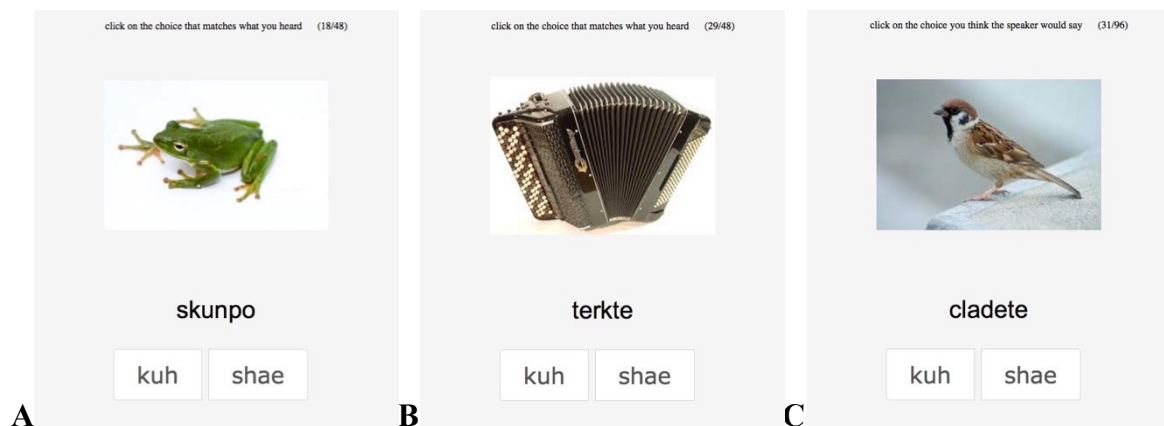 click on the choice that matches what you heard (18/48)
skunpo
kuh shae
A
click on the choice that matches what you heard (29/48)
terkte
kuh shae
B
click on the choice you think the speaker would say (31/96)
cladete
kuh shae
C